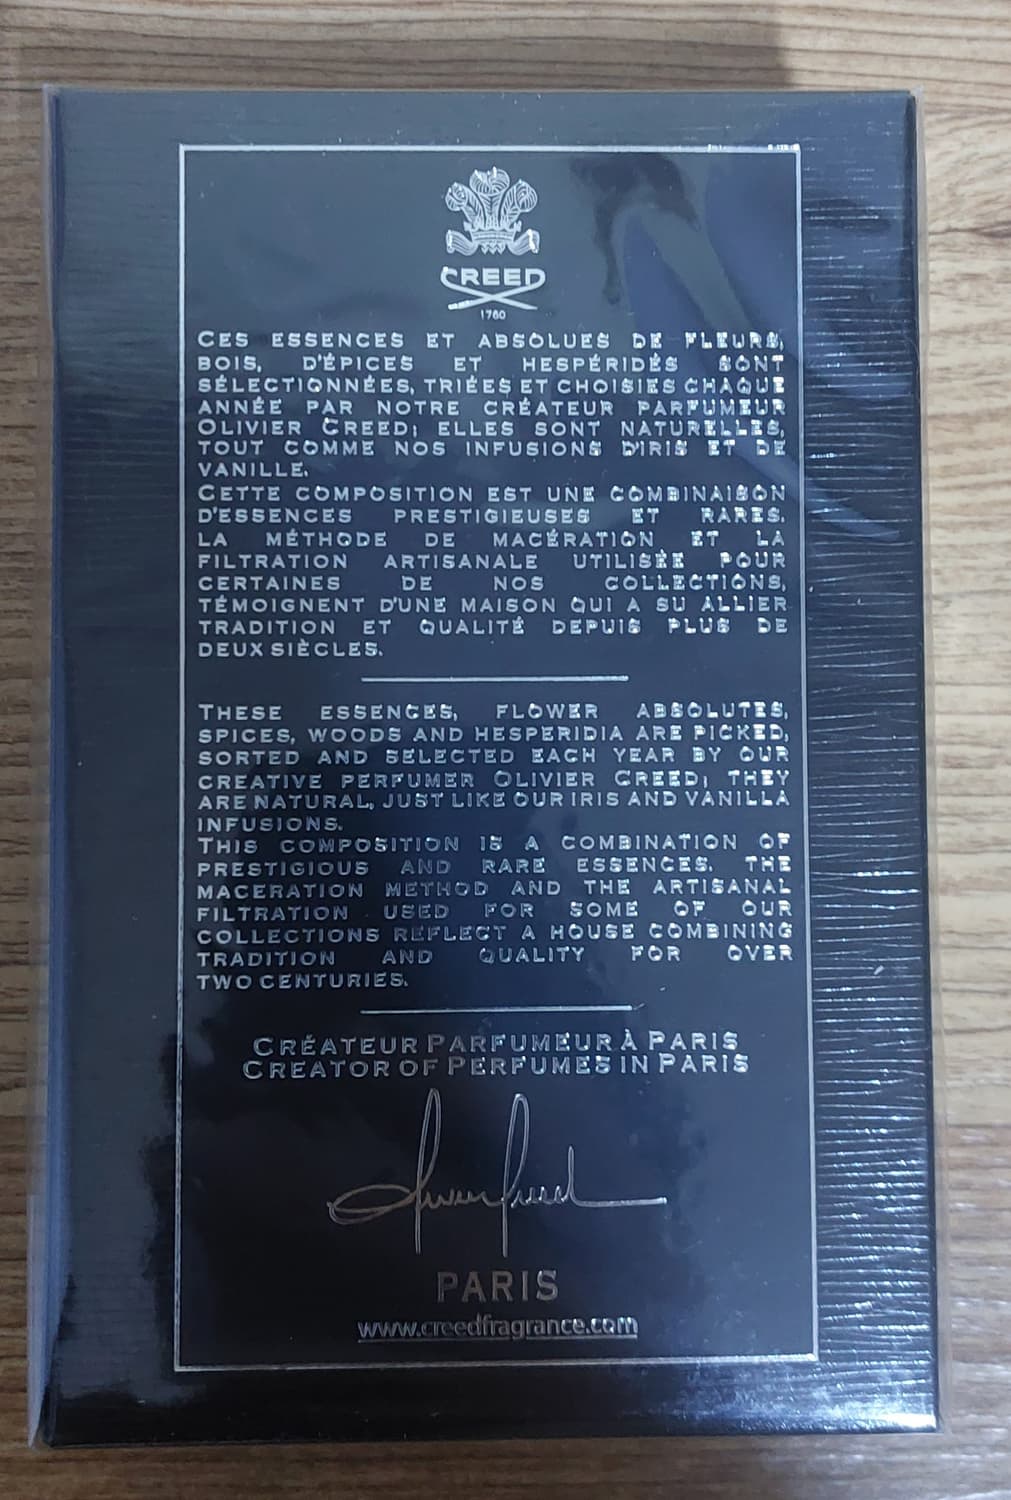 CREED
1760
CES ESSENCES ET ABSOLUES DE FLEURS,
BOIS, D'ÉPICES ET HESPÉRIDÉS SONT
SÉLECTIONNÉES, TRIÉES ET CHOISIES CHAQUE
ANNÉE PAR NOTRE CRÉATEUR PARFUMEUR
OLIVIER CREED; ELLES SONT NATURELLES,
TOUT COMME NOS INFUSIONS D'IRIS ET DE
VANILLE.
CETTE COMPOSITION EST UNE COMBINAISON
D'ESSENCES PRESTIGIEUSES ET RARES.
LA MÉTHODE DE MACÉRATION ET LA
FILTRATION ARTISANALE UTILISÉE POUR
CERTAINES DE NOS COLLECTIONS,
TÉMOIGNENT D'UNE MAISON QUI A SU ALLIER
TRADITION ET QUALITÉ DEPUIS PLUS DE
DEUX SIÈCLES.
THESE ESSENCES, FLOWER ABSOLUTES,
SPICES, WOODS AND HESPERIDIA ARE PICKED,
SORTED AND SELECTED EACH YEAR BY OUR
CREATIVE PERFUMER OLIVIER CREED; THEY
ARE NATURAL, JUST LIKE OUR IRIS AND VANILLA
INFUSIONS.
THIS COMPOSITION IS A COMBINATION OF
PRESTIGIOUS AND RARE ESSENCES. THE
MACERATION METHOD AND THE ARTISANAL
FILTRATION USED FOR SOME OF OUR
COLLECTIONS REFLECT A HOUSE COMBINING
TRADITION AND QUALITY FOR OVER
TWO CENTURIES.
CRÉATEUR PARFUMEUR À PARIS
CREATOR OF PERFUMES IN PARIS
PARIS
www.creedfragrance.com